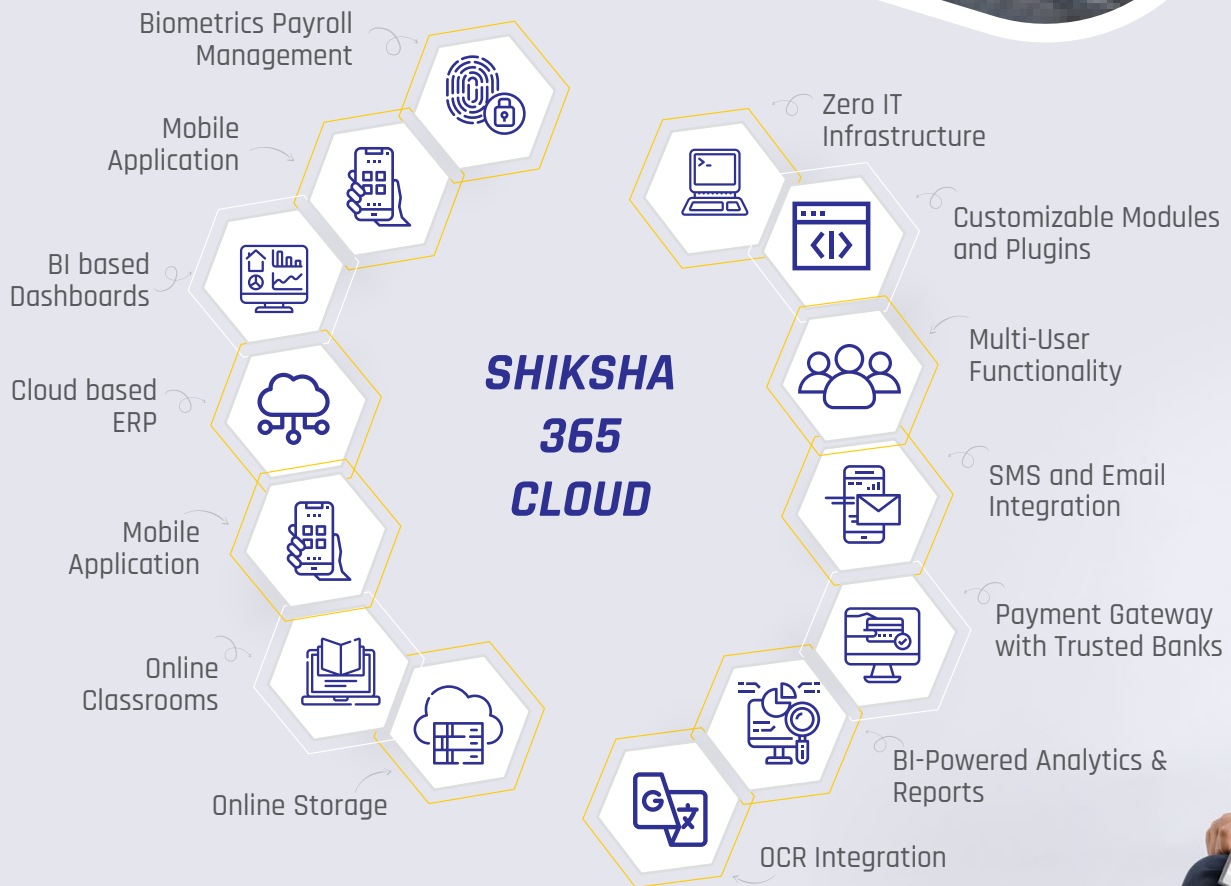 Biometrics Payroll
Management
Mobile
Application
BI based
Dashboards
Cloud based
ERP
Mobile
Application
Online
Classrooms
Online Storage
SHIKSHA
365
CLOUD
Zero IT
Infrastructure
Customizable Modules
and Plugins
Multi-User
Functionality
SMS and Email
Integration
Payment Gateway
with Trusted Banks
BI-Powered Analytics &
Reports
G
OCR Integration